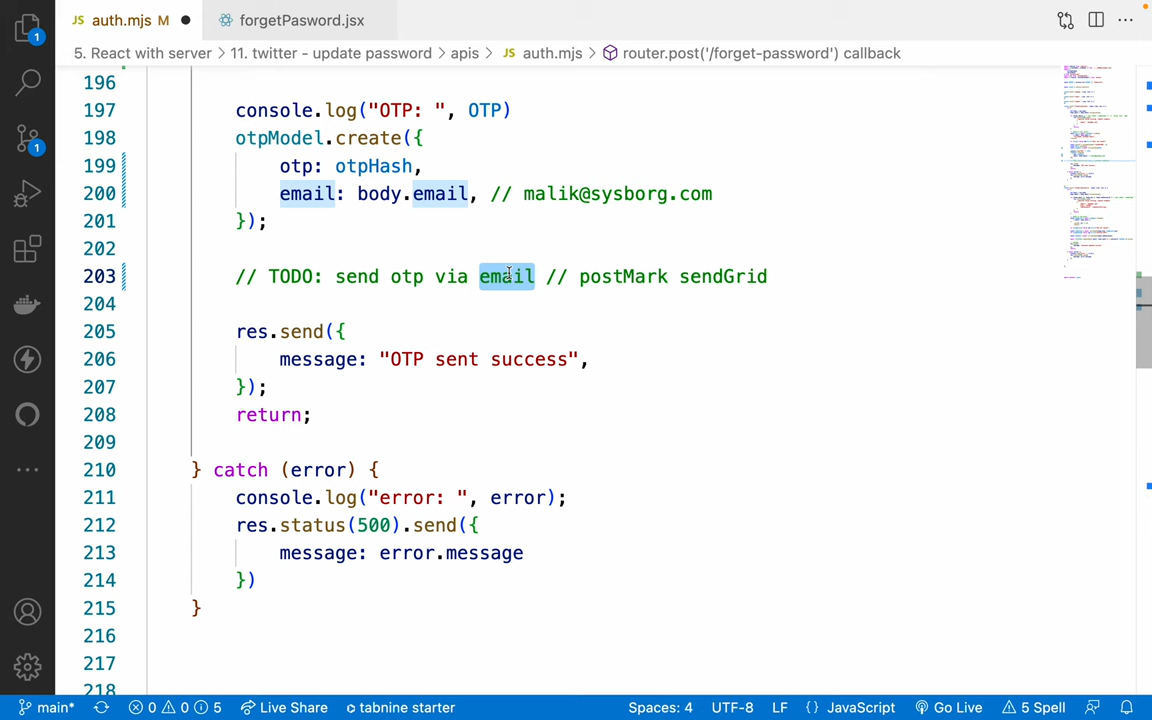 JS auth.mjs M ●
forgetPasword.jsx
5. React with server > 11. twitter - update password > apis > JS auth.mjs > router.post('/forget-password') callback
196
197 console.log("OTP: ", OTP)
198 otpModel.create({
199 otp: otpHash,
200 email: body.email, // malik@sysborg.com
201 });
202
203 // TODO: send otp via email // postMark sendGrid
204
205 res.send({
206 message: "OTP sent success",
207 });
208 return;
209
210 } catch (error) {
211 console.log("error: ", error);
212 res.status(500).send({
213 message: error.message
214 })
215 }
216
217
218
1
1
main* 0 0 5 Live Share tabnine starter Spaces: 4 UTF-8 LF {} JavaScript Go Live 5 Spell